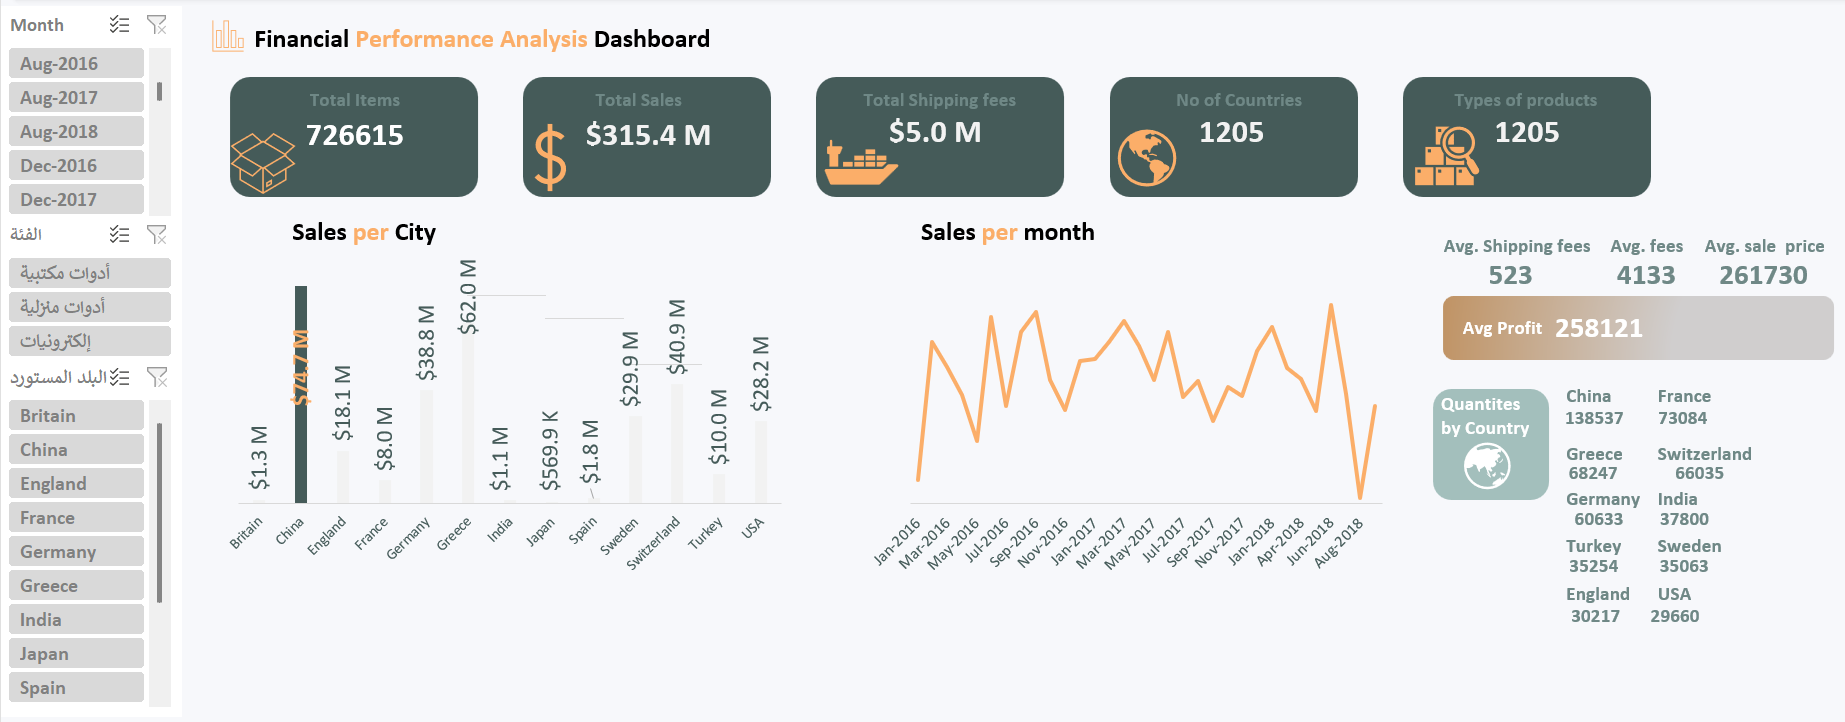 Month
Aug-2016
Aug-2017
Aug-2018
Dec-2016
Dec-2017
الفئة
أدوات مكتبية
أدوات منزلية
إلكترونيات
البلد المستورد
Britain
China
England
France
Germany
Greece
India
Japan
Spain
Financial Performance Analysis Dashboard
Total Items
726615
Total Sales
$315.4 M
Total Shipping fees
$5.0 M
No of Countries
1205
Types of products
1205
Sales per City
$1.3 M
$74.7 M
$18.1 M
$8.0 M
$38.8 M
$62.0 M
$1.1 M
$569.9 K
$1.8 M
$29.9 M
$40.9 M
$10.0 M
$28.2 M
Britain
China
England
France
Germany
Greece
India
Japan
Spain
Sweden
Switzerland
Turkey
USA
Sales per month
Jan-2016
Mar-2016
May-2016
Jul-2016
Sep-2016
Nov-2016
Jan-2017
Mar-2017
May-2017
Jul-2017
Sep-2017
Nov-2017
Jan-2018
Apr-2018
Jun-2018
Aug-2018
Avg. Shipping fees
523
Avg. fees
4133
Avg. sale price
261730
Avg Profit 258121
Quantites
by Country
China
138537
France
73084
Greece
68247
Switzerland
66035
Germany
60633
India
37800
Turkey
35254
Sweden
35063
England
30217
USA
29660